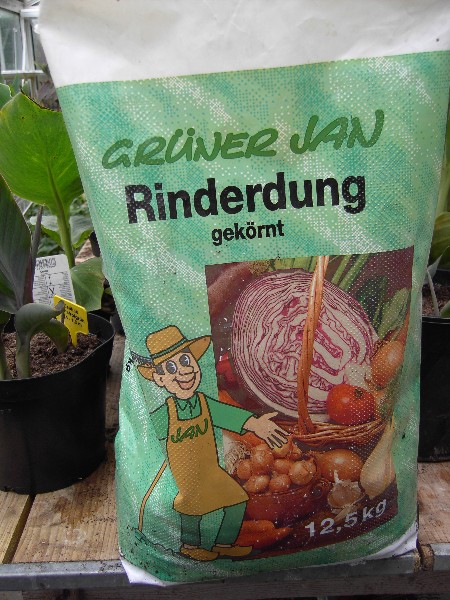 GRÜNER JAN
Rinderdung
gekörnt
JAN
12,5 kg